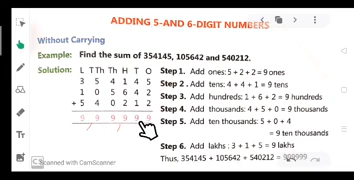 ADDING 5-AND 6-DIGIT NUMBERS
Without Carrying
Example: Find the sum of 354145, 105642 and 540212.
Solution: L TTh Th H T O
3 5 4 1 4 5
1 0 5 6 4 2
+ 5 4 0 2 1 2
9 9 9 9 9 9
Step 1. Add ones: 5 + 2 + 2 = 9 ones
Step 2. Add tens: 4 + 4 + 1 = 9 tens
Step 3. Add hundreds: 1 + 6 + 2 = 9 hundreds
Step 4. Add thousands: 4 + 5 + 0 = 9 thousands
Step 5. Add ten thousands: 5 + 0 + 4
= 9 ten thousands
Step 6. Add lakhs : 3 + 1 + 5 = 9 lakhs
Thus, 354145 + 105642 + 540212 = 999999
CS Scanned with CamScanner